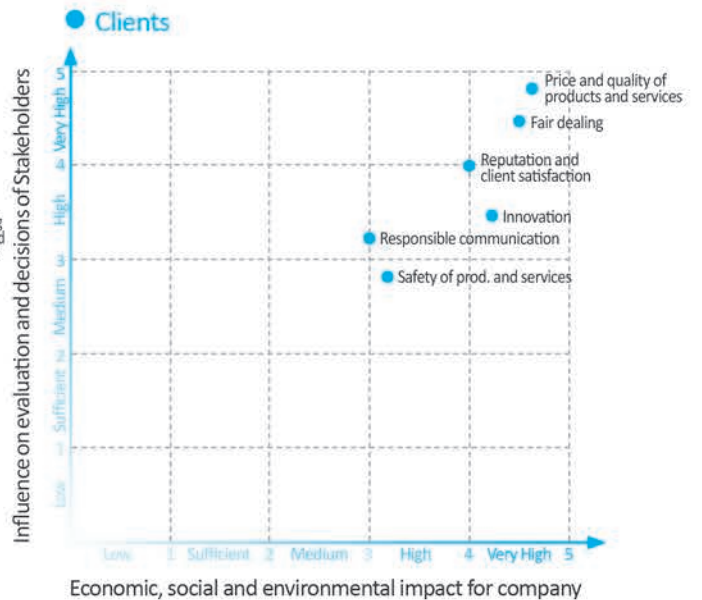 Clients
Influence on evaluation and decisions of Stakeholders
5
Very High
4
High
3
Medium
2
Sufficient
1
Low
Price and quality of
products and services
Fair dealing
Reputation and
client satisfaction
Innovation
Responsible communication
Safety of prod. and services
Low 1 Sufficient 2 Medium 3 High 4 Very High 5
Economic, social and environmental impact for company